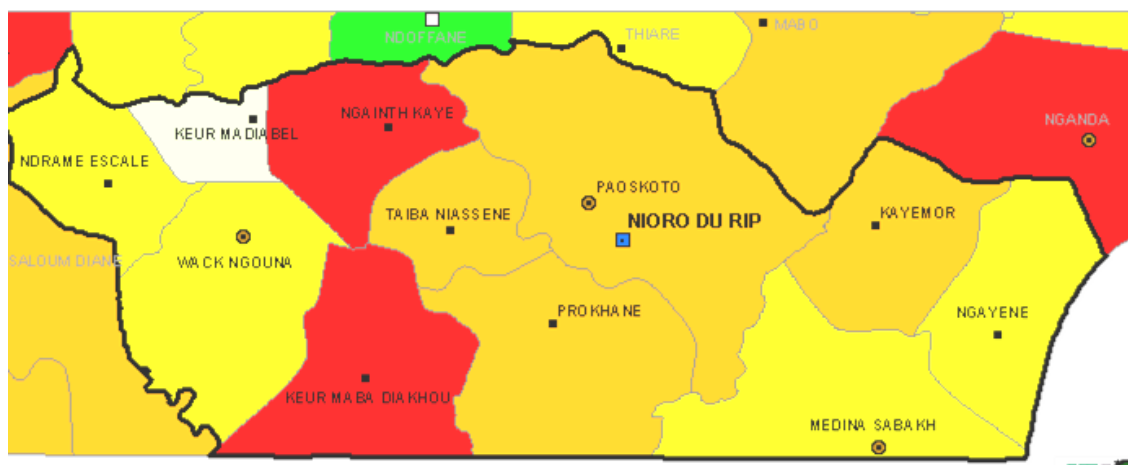 MABO
NDOFFANE
THIARE
NGAINTH KAYE
NGANDA
KEUR MADIABEL
NDRAME ESCALE
PAOSKOTO
TAIBA NIASSENE
NIORO DU RIP
KAYEMOR
SALOUM DIANE
WACK NGOUNA
PROKHANE
NGAYENE
KEUR MABA DIAKHOU
MEDINA SABAKH